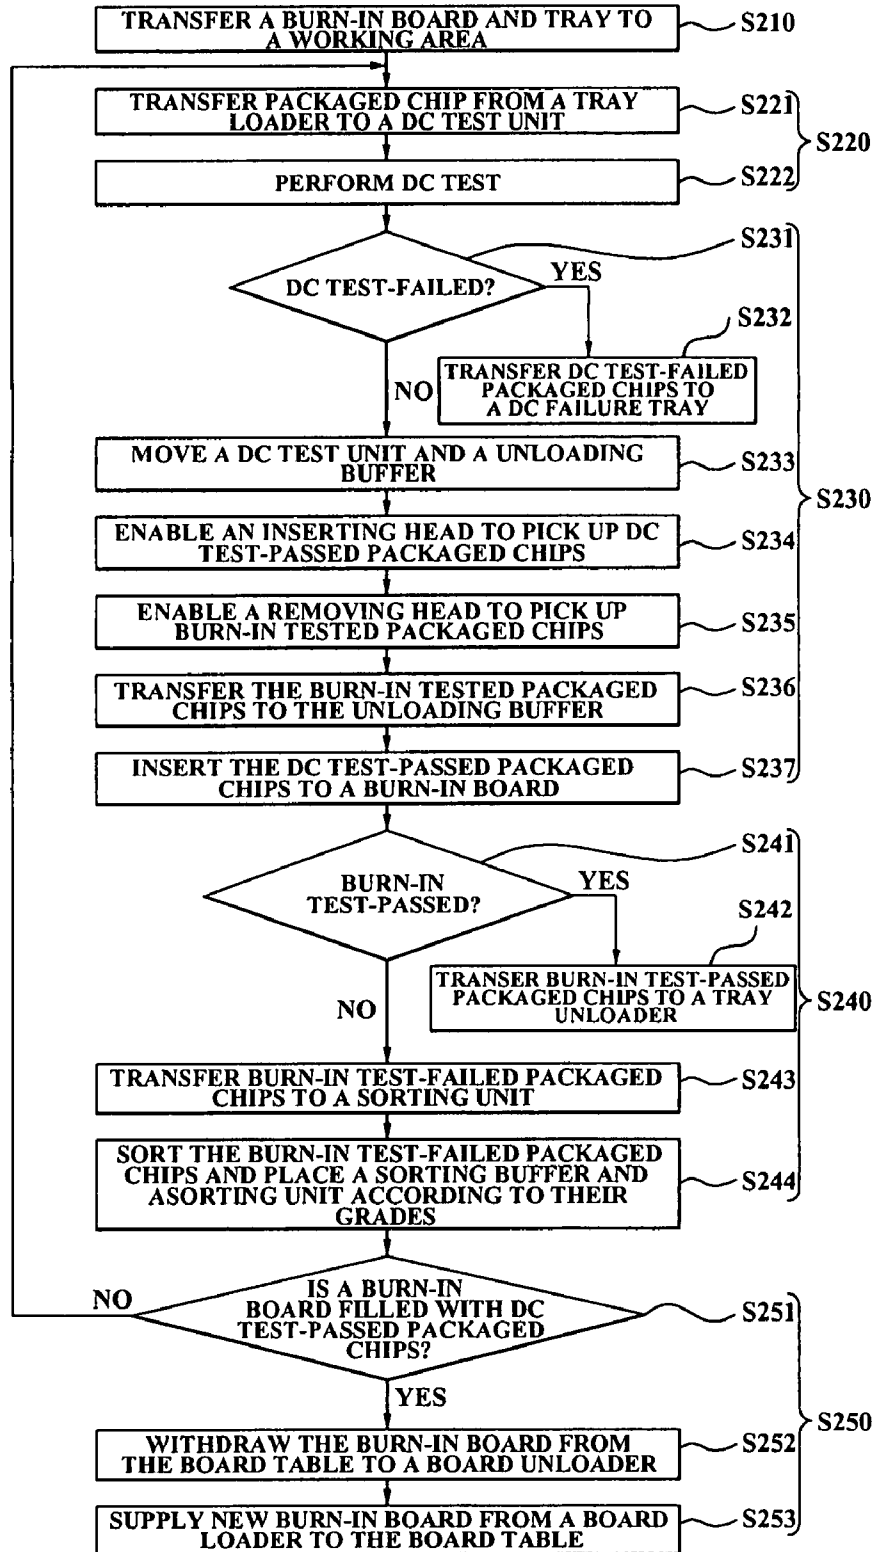 TRANSFER A BURN-IN BOARD AND TRAY TO
A WORKING AREA
S210
TRANSFER PACKAGED CHIP FROM A TRAY
LOADER TO A DC TEST UNIT
S221
S220
PERFORM DC TEST
S222
S231
DC TEST-FAILED?
YES
S232
TRANSFER DC TEST-FAILED
PACKAGED CHIPS TO
A DC FAILURE TRAY
NO
MOVE A DC TEST UNIT AND A UNLOADING
BUFFER
S233
S230
ENABLE AN INSERTING HEAD TO PICK UP DC
TEST-PASSED PACKAGED CHIPS
S234
ENABLE A REMOVING HEAD TO PICK UP
BURN-IN TESTED PACKAGED CHIPS
S235
TRANSFER THE BURN-IN TESTED PACKAGED
CHIPS TO THE UNLOADING BUFFER
S236
INSERT THE DC TEST-PASSED PACKAGED
CHIPS TO A BURN-IN BOARD
S237
S241
BURN-IN
TEST-PASSED?
YES
S242
TRANSER BURN-IN TEST-PASSED
PACKAGED CHIPS TO A TRAY
UNLOADER
S240
NO
TRANSFER BURN-IN TEST-FAILED PACKAGED
CHIPS TO A SORTING UNIT
S243
SORT THE BURN-IN TEST-FAILED PACKAGED
CHIPS AND PLACE A SORTING BUFFER AND
ASORTING UNIT ACCORDING TO THEIR
GRADES
S244
NO
IS A BURN-IN
BOARD FILLED WITH DC
TEST-PASSED PACKAGED
CHIPS?
S251
YES
S250
WITHDRAW THE BURN-IN BOARD FROM
THE BOARD TABLE TO A BOARD UNLOADER
S252
SUPPLY NEW BURN-IN BOARD FROM A BOARD
LOADER TO THE BOARD TABLE
S253